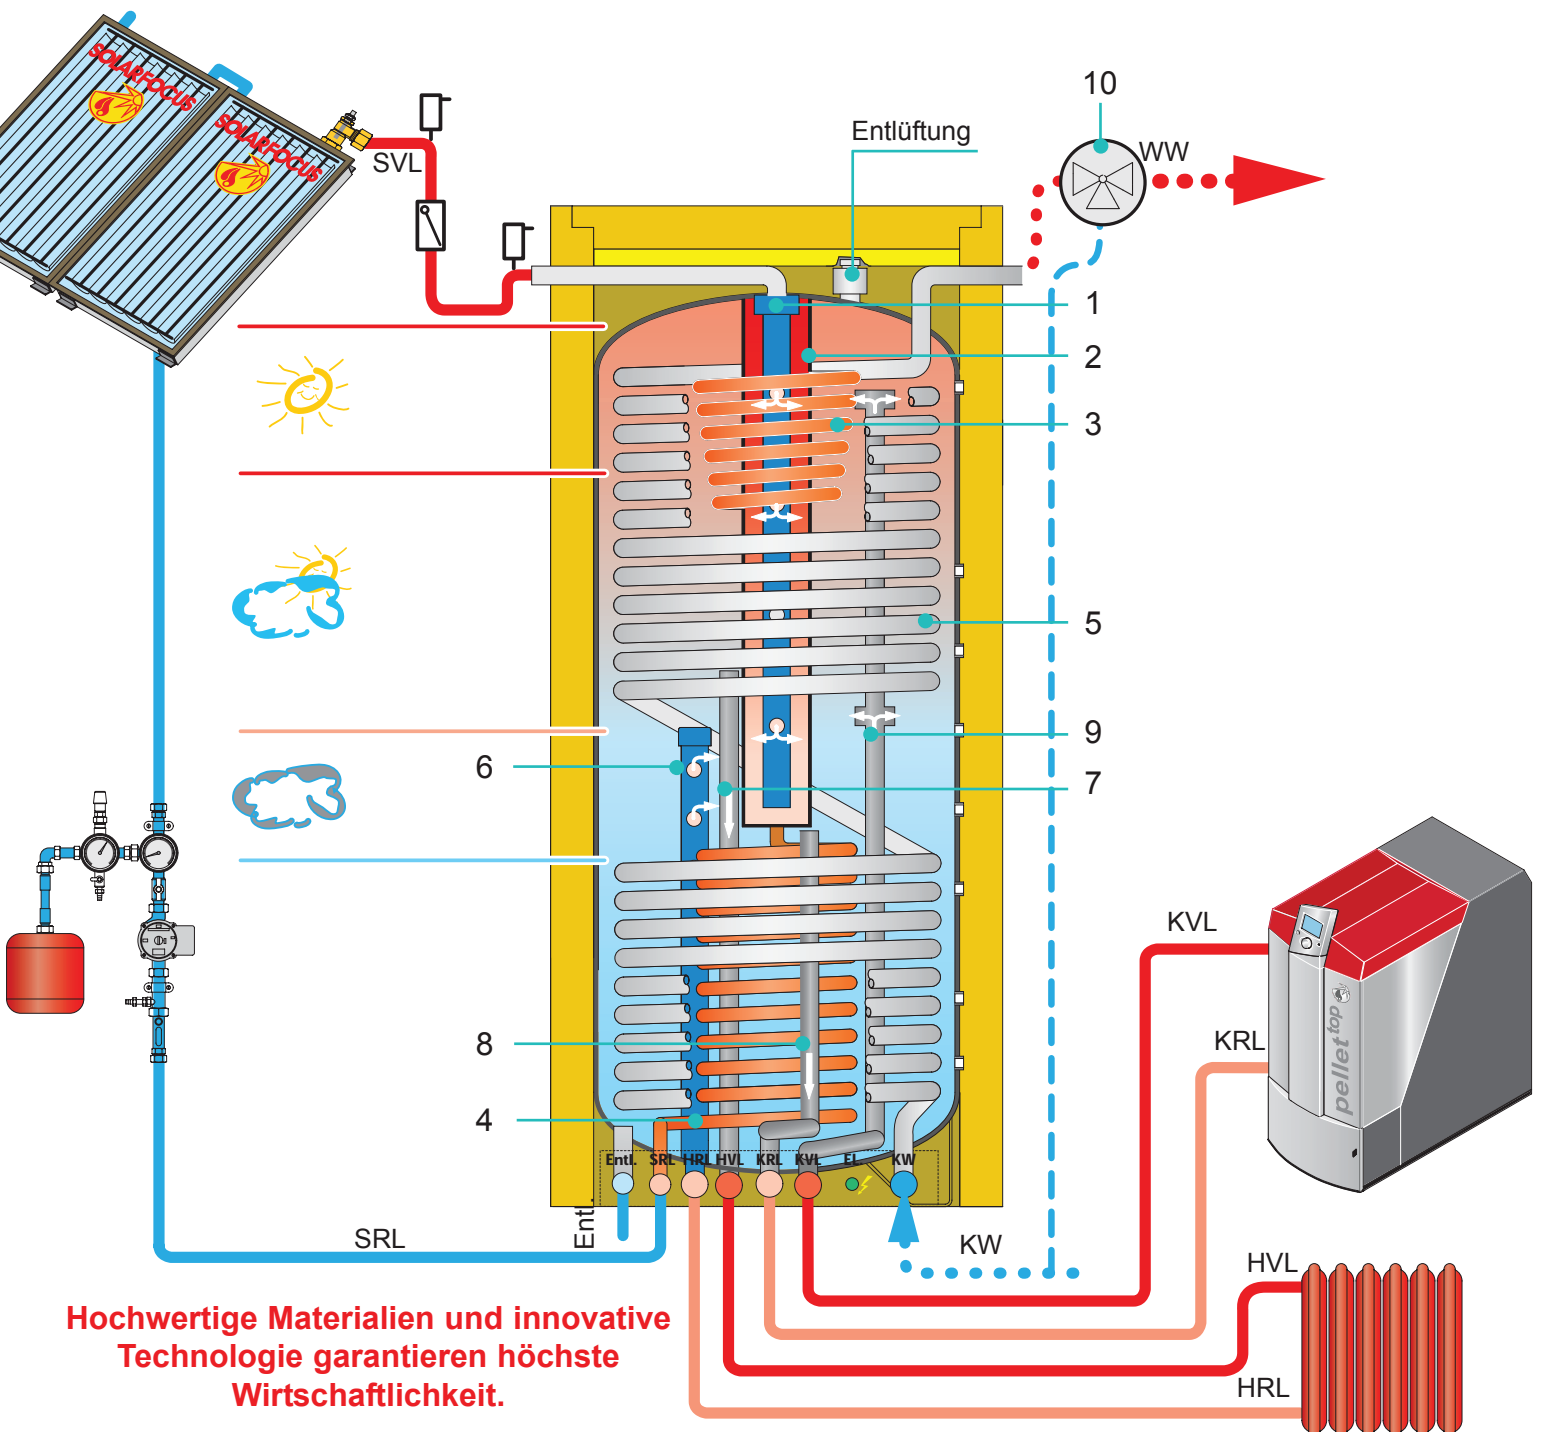 SOLARFOCUS
SOLARFOCUS
SVL
Entlüftung
10
WW
1
2
3
5
9
7
6
8
4
KVL
KRL
pellet top
Entl. SRL HRL HVL KRL KVL EL. KW
Entl.
SRL
KW
HVL
HRL
Hochwertige Materialien und innovative
Technologie garantieren höchste
Wirtschaftlichkeit.